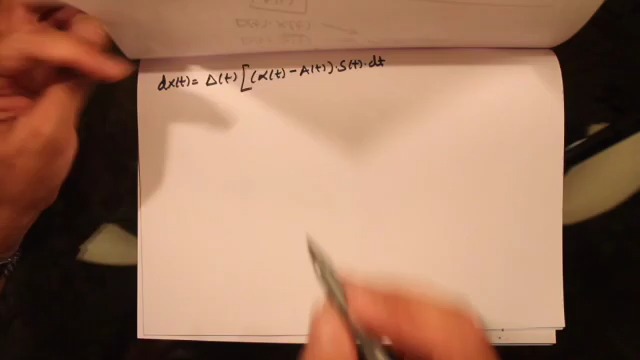 dX(t) = Δ(t) [(α(t) - A(t)) · S(t) · dt